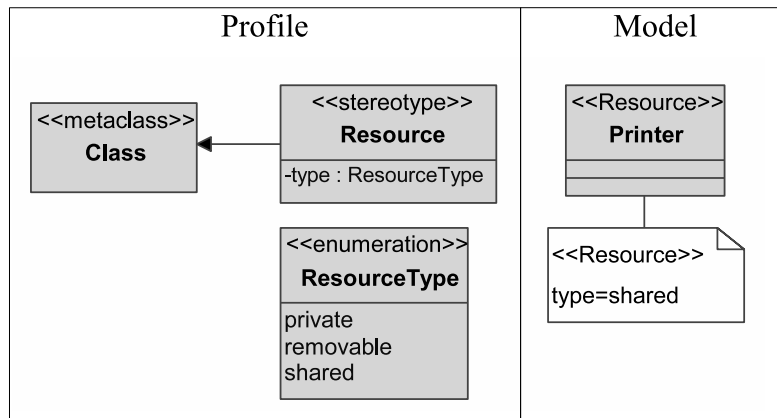 Profile
Model
<<metaclass>>
Class
<<stereotype>>
Resource
-type : ResourceType
<<enumeration>>
ResourceType
private
removable
shared
<<Resource>>
Printer
<<Resource>>
type=shared